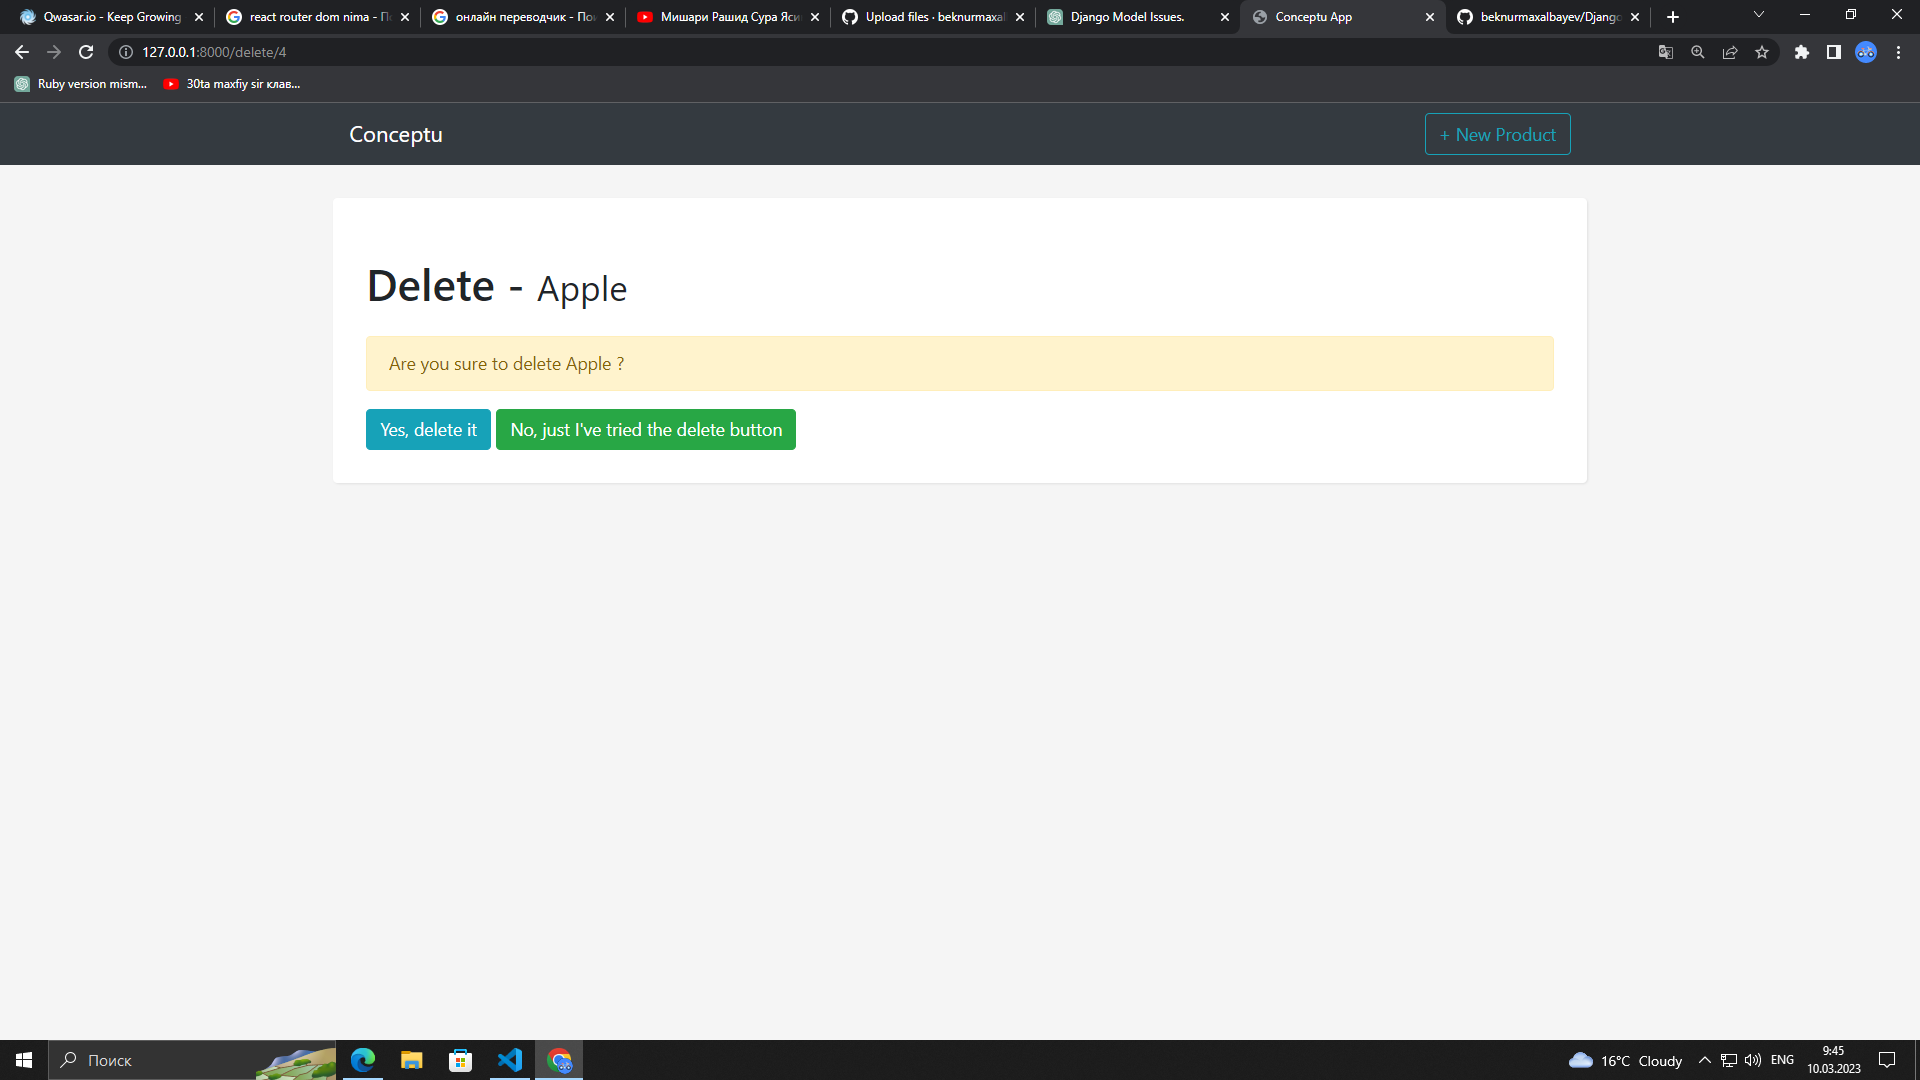 Qwasar.io - Keep Growing
react router dom nima - П
онлайн переводчик - Пои
Мишари Рашид Сура Яси
Upload files · beknurmaxal
Django Model Issues.
Conceptu App
beknurmaxalbayev/Django
127.0.0.1:8000/delete/4
Ruby version mism...
30ta maxfiy sir клав...
Conceptu
+ New Product
Delete - Apple
Are you sure to delete Apple ?
Yes, delete it
No, just I've tried the delete button
Поиск
16°C Cloudy
ENG
9:45
10.03.2023